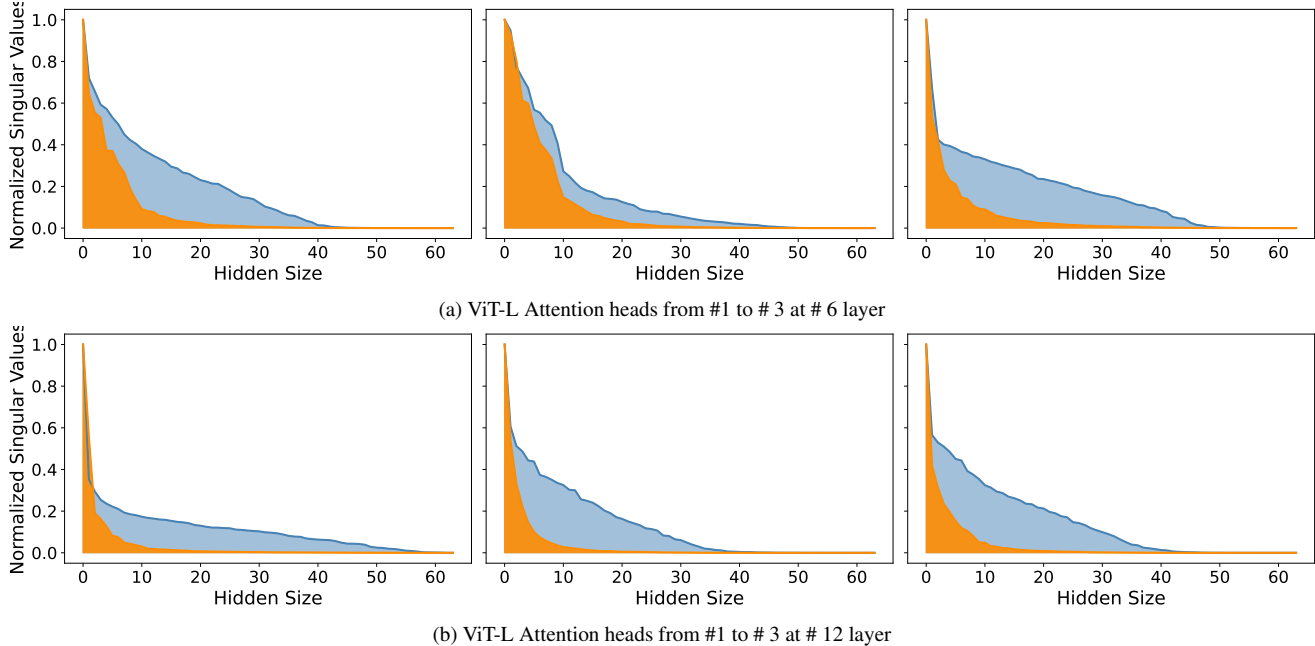 1.0
0.8
0.6
0.4
0.2
0.0
Normalized Singular Values
0 10 20 30 40 50 60
Hidden Size
0 10 20 30 40 50 60
Hidden Size
0 10 20 30 40 50 60
Hidden Size
(a) ViT-L Attention heads from #1 to # 3 at # 6 layer
1.0
0.8
0.6
0.4
0.2
0.0
Normalized Singular Values
0 10 20 30 40 50 60
Hidden Size
0 10 20 30 40 50 60
Hidden Size
0 10 20 30 40 50 60
Hidden Size
(b) ViT-L Attention heads from #1 to # 3 at # 12 layer